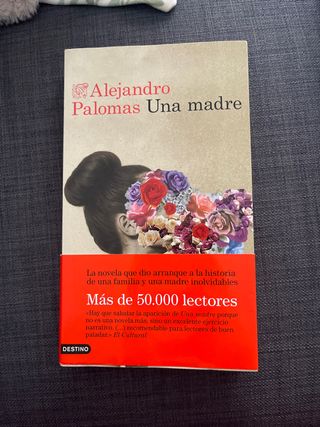 Alejandro
Palomas Una madre
La novela que dio arranque a la historia
de una familia y una madre inolvidables
Más de 50.000 lectores
«Hay que saludar la aparición de Una madre porque
no es una novela más, sino un excelente ejercicio
narrativo. (...) recomendable para lectores de buen
paladar.» El Cultural
DESTINO